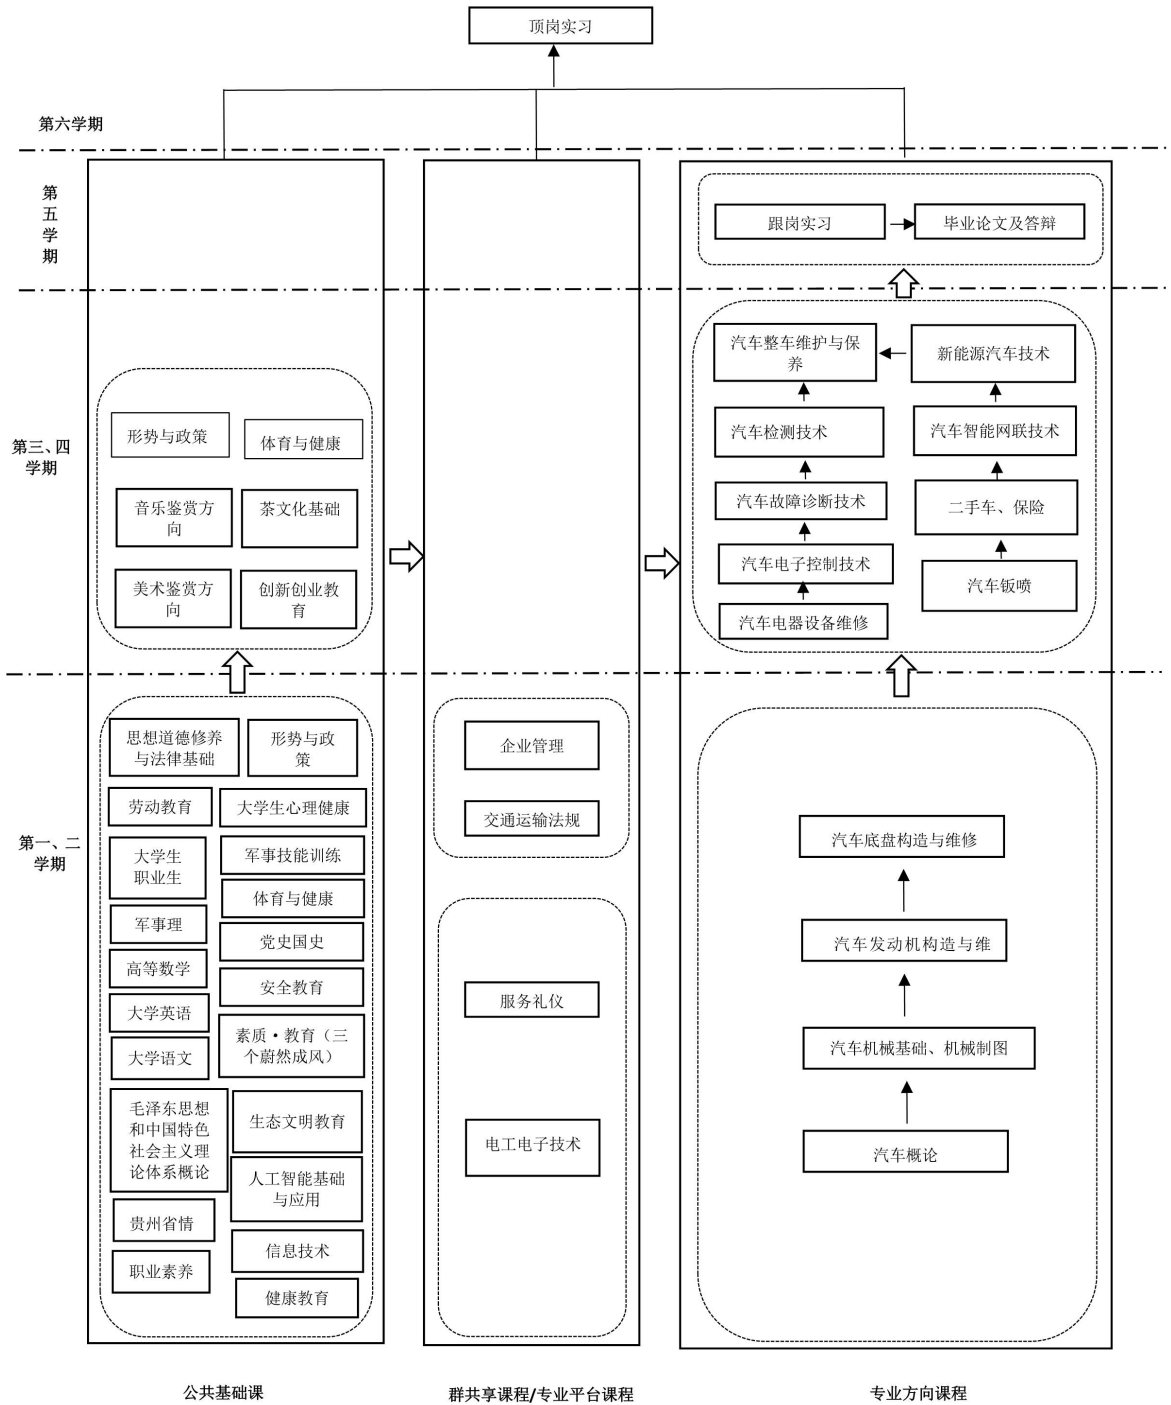 顶岗实习
第六学期
第
五
学
期
跟岗实习
毕业论文及答辩
第三、四
学期
形势与政策
体育与健康
音乐鉴赏方
向
茶文化基础
美术鉴赏方
向
创新创业教
育
汽车整车维护与保
养
新能源汽车技术
汽车检测技术
汽车智能网联技术
汽车故障诊断技术
二手车、保险
汽车电子控制技术
汽车钣喷
汽车电器设备维修
第一、二
学期
思想道德修养
与法律基础
形势与政
策
劳动教育
大学生心理健康
大学生
职业生
军事技能训练
体育与健康
军事理
党史国史
高等数学
安全教育
大学英语
素质·教育（三
个蔚然成风）
大学语文
毛泽东思想
和中国特色
社会主义理
论体系概论
生态文明教育
人工智能基础
与应用
贵州省情
信息技术
职业素养
健康教育
企业管理
交通运输法规
服务礼仪
电工电子技术
汽车底盘构造与维修
汽车发动机构造与维
汽车机械基础、机械制图
汽车概论
公共基础课
群共享课程/专业平台课程
专业方向课程